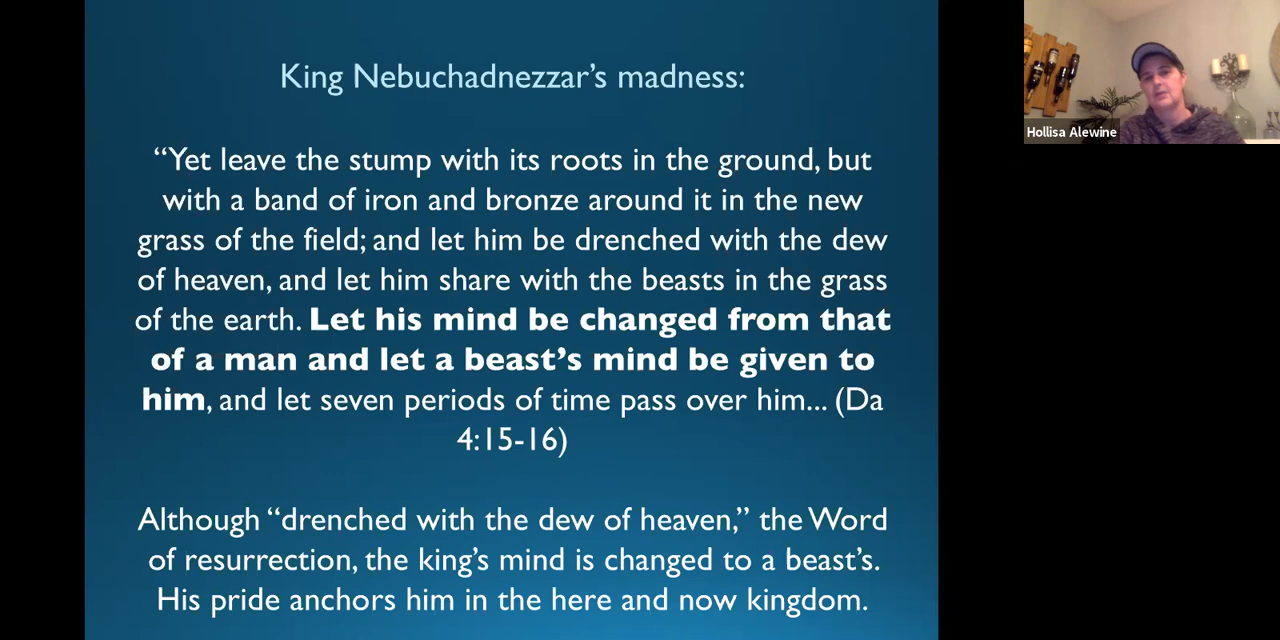 King Nebuchadnezzar’s madness:
“Yet leave the stump with its roots in the ground, but
with a band of iron and bronze around it in the new
grass of the field; and let him be drenched with the dew
of heaven, and let him share with the beasts in the grass
of the earth. Let his mind be changed from that
of a man and let a beast’s mind be given to
him, and let seven periods of time pass over him... (Da
4:15-16)
Although “drenched with the dew of heaven,” the Word
of resurrection, the king’s mind is changed to a beast’s.
His pride anchors him in the here and now kingdom.
Hollisa Alewine